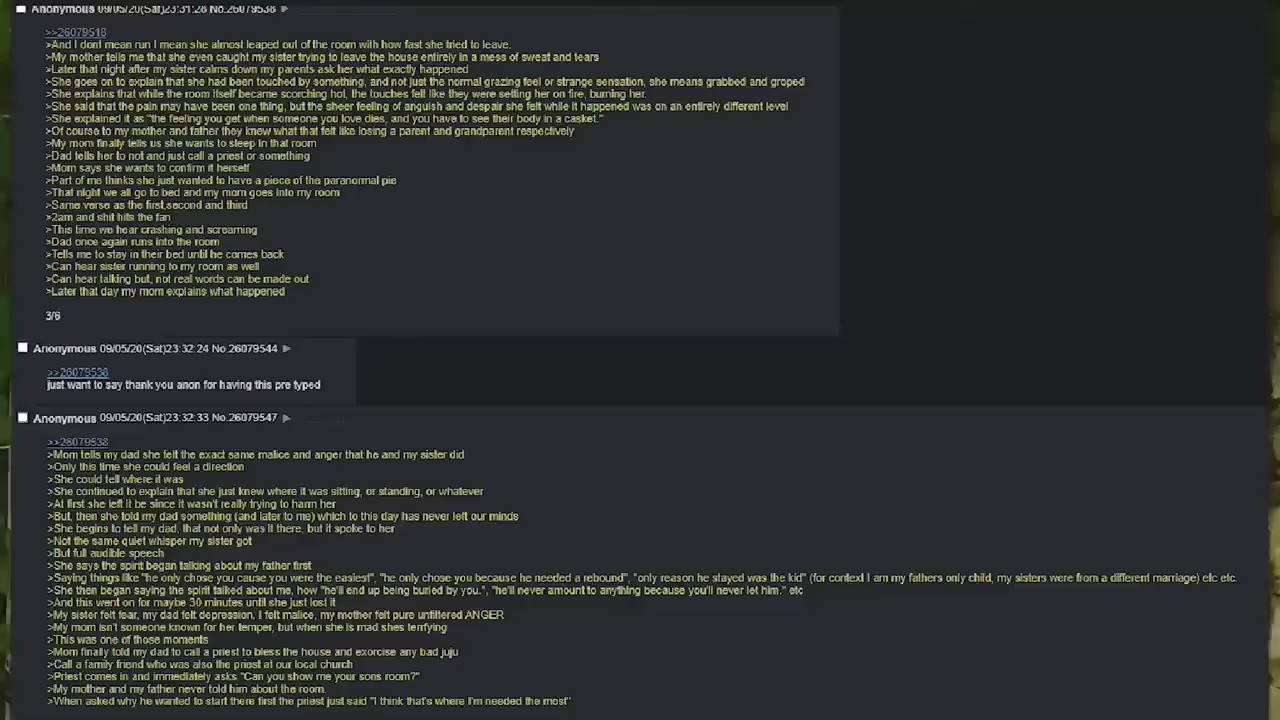 Anonymous 09/05/20(Sat)23:31:28 No.26079538 ▶
>>26079518
>And I dont mean run I mean she almost leaped out of the room with how fast she tried to leave.
>My mother tells me that she even caught my sister trying to leave the house entirely in a mess of sweat and tears
>Later that night after my sister calms down my parents ask her what exactly happened
>She goes on to explain that she had been touched by something, and not just the normal grazing feel or strange sensation, she means grabbed and groped
>She explains that while the room itself became scorching hot, the touches felt like they were setting her on fire, burning her.
>She said that the pain may have been one thing, but the sheer feeling of anguish and despair she felt while it happened was on an entirely different level
>She explained it as "the feeling you get when someone you love dies, and you have to see their body in a casket."
>Of course to my mother and father they knew what that felt like losing a parent and grandparent respectively
>My mom finally tells us she wants to sleep in that room
>Dad tells her to not and just call a priest or something
>Mom says she wants to confirm it herself
>Part of me thinks she just wanted to have a piece of the paranormal pie
>That night we all go to bed and my mom goes into my room
>Same verse as the first,second and third
>2am and shit hits the fan
>This time we hear crashing and screaming
>Dad once again runs into the room
>Tells me to stay in their bed until he comes back
>Can hear sister running to my room as well
>Can hear talking but, not real words can be made out
>Later that day my mom explains what happened
3/6
Anonymous 09/05/20(Sat)23:32:24 No.26079544 ▶
>>26079538
just want to say thank you anon for having this pre typed
Anonymous 09/05/20(Sat)23:32:33 No.26079547 ▶
>>26079538
>Mom tells my dad she felt the exact same malice and anger that he and my sister did
>Only this time she could feel a direction
>She could tell where it was
>She continued to explain that she just knew where it was sitting, or standing, or whatever
>At first she left it be since it wasn't really trying to harm her
>But, then she told my dad something (and later to me) which to this day has never left our minds
>She begins to tell my dad, that not only was it there, but it spoke to her
>Not the same quiet whisper my sister got
>But full audible speech
>She says the spirit began talking about my father first
>Saying things like "he only chose you cause you were the easiest", "he only chose you because he needed a rebound", "only reason he stayed was the kid" (for context I am my fathers only child, my sisters were from a different marriage) etc etc.
>She then began saying the spirit talked about me, how "he'll end up being buried by you.", "he'll never amount to anything because you'll never let him." etc
>And this went on for maybe 30 minutes until she just lost it
>My sister felt fear, my dad felt depression, I felt malice, my mother felt pure unfiltered ANGER
>My mom isn't someone known for her temper, but when she is mad shes terrfying
>This was one of those moments
>Mom finally told my dad to call a priest to bless the house and exorcise any bad juju
>Call a family friend who was also the priest at our local church
>Priest comes in and immediately asks "Can you show me your sons room?"
>My mother and my father never told him about the room.
>When asked why he wanted to start there first the priest just said "I think that's where I'm needed the most"